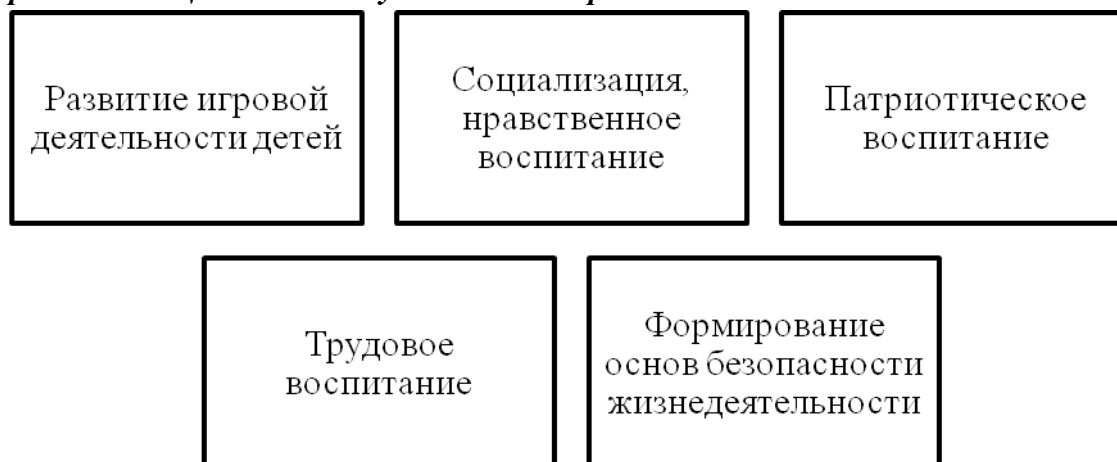 Развитие игровой
деятельности детей
Социализация,
нравственное
воспитание
Патриотическое
воспитание
Трудовое
воспитание
Формирование
основ безопасности
жизнедеятельности